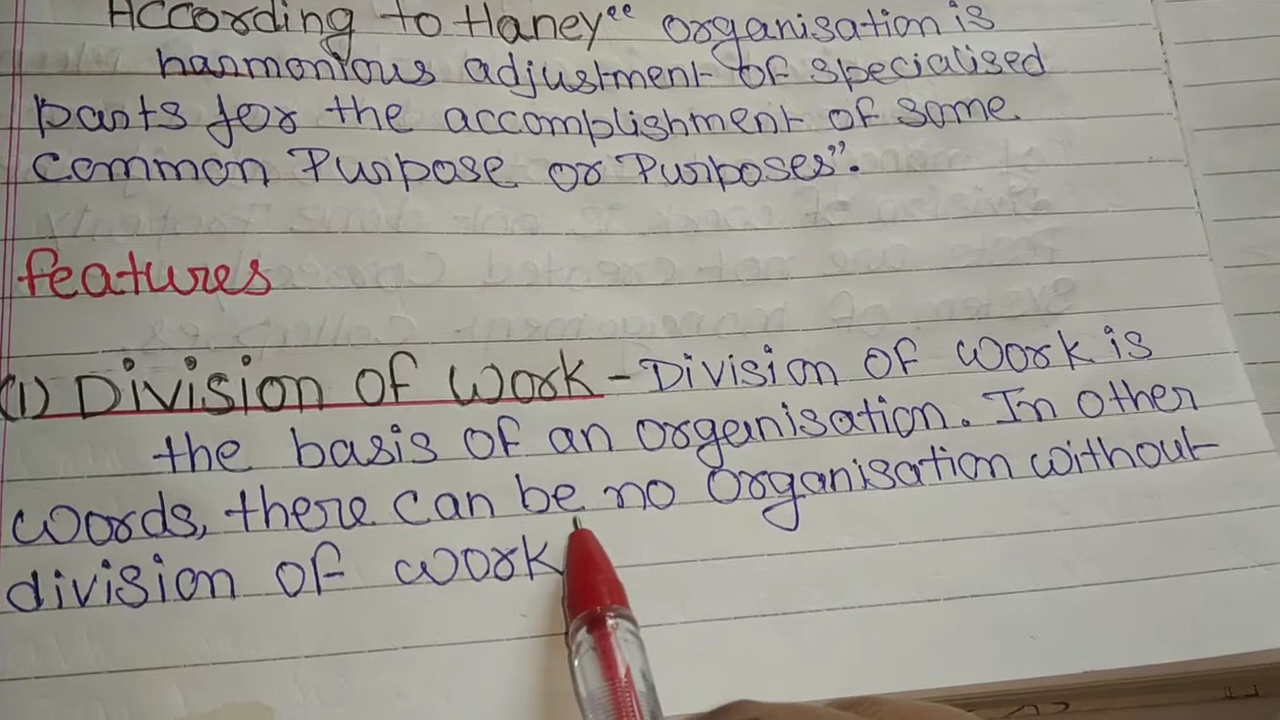 According to Haney“ organisation is
harmonious adjustment of specialised
parts for the accomplishment of some
common Purpose or Purposes”.
features
(1) Division of work - Division of work is
the basis of an organisation. In other
words, there can be no organisation without
division of work